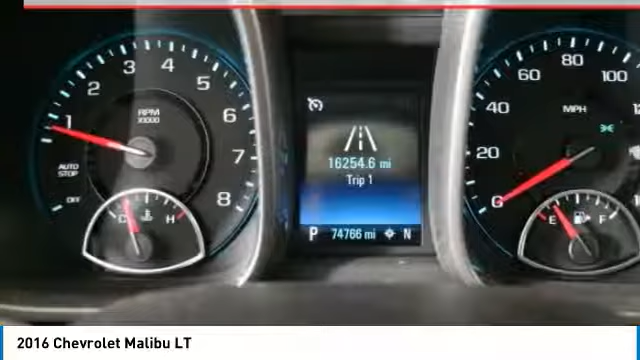 1 2 3 4 5 6 7 8
RPM
X1000
AUTO
STOP
OFF
C H
16254.6 mi
Trip 1
P 74766 mi N
0 20 40 60 80 100
MPH
E F
2016 Chevrolet Malibu LT